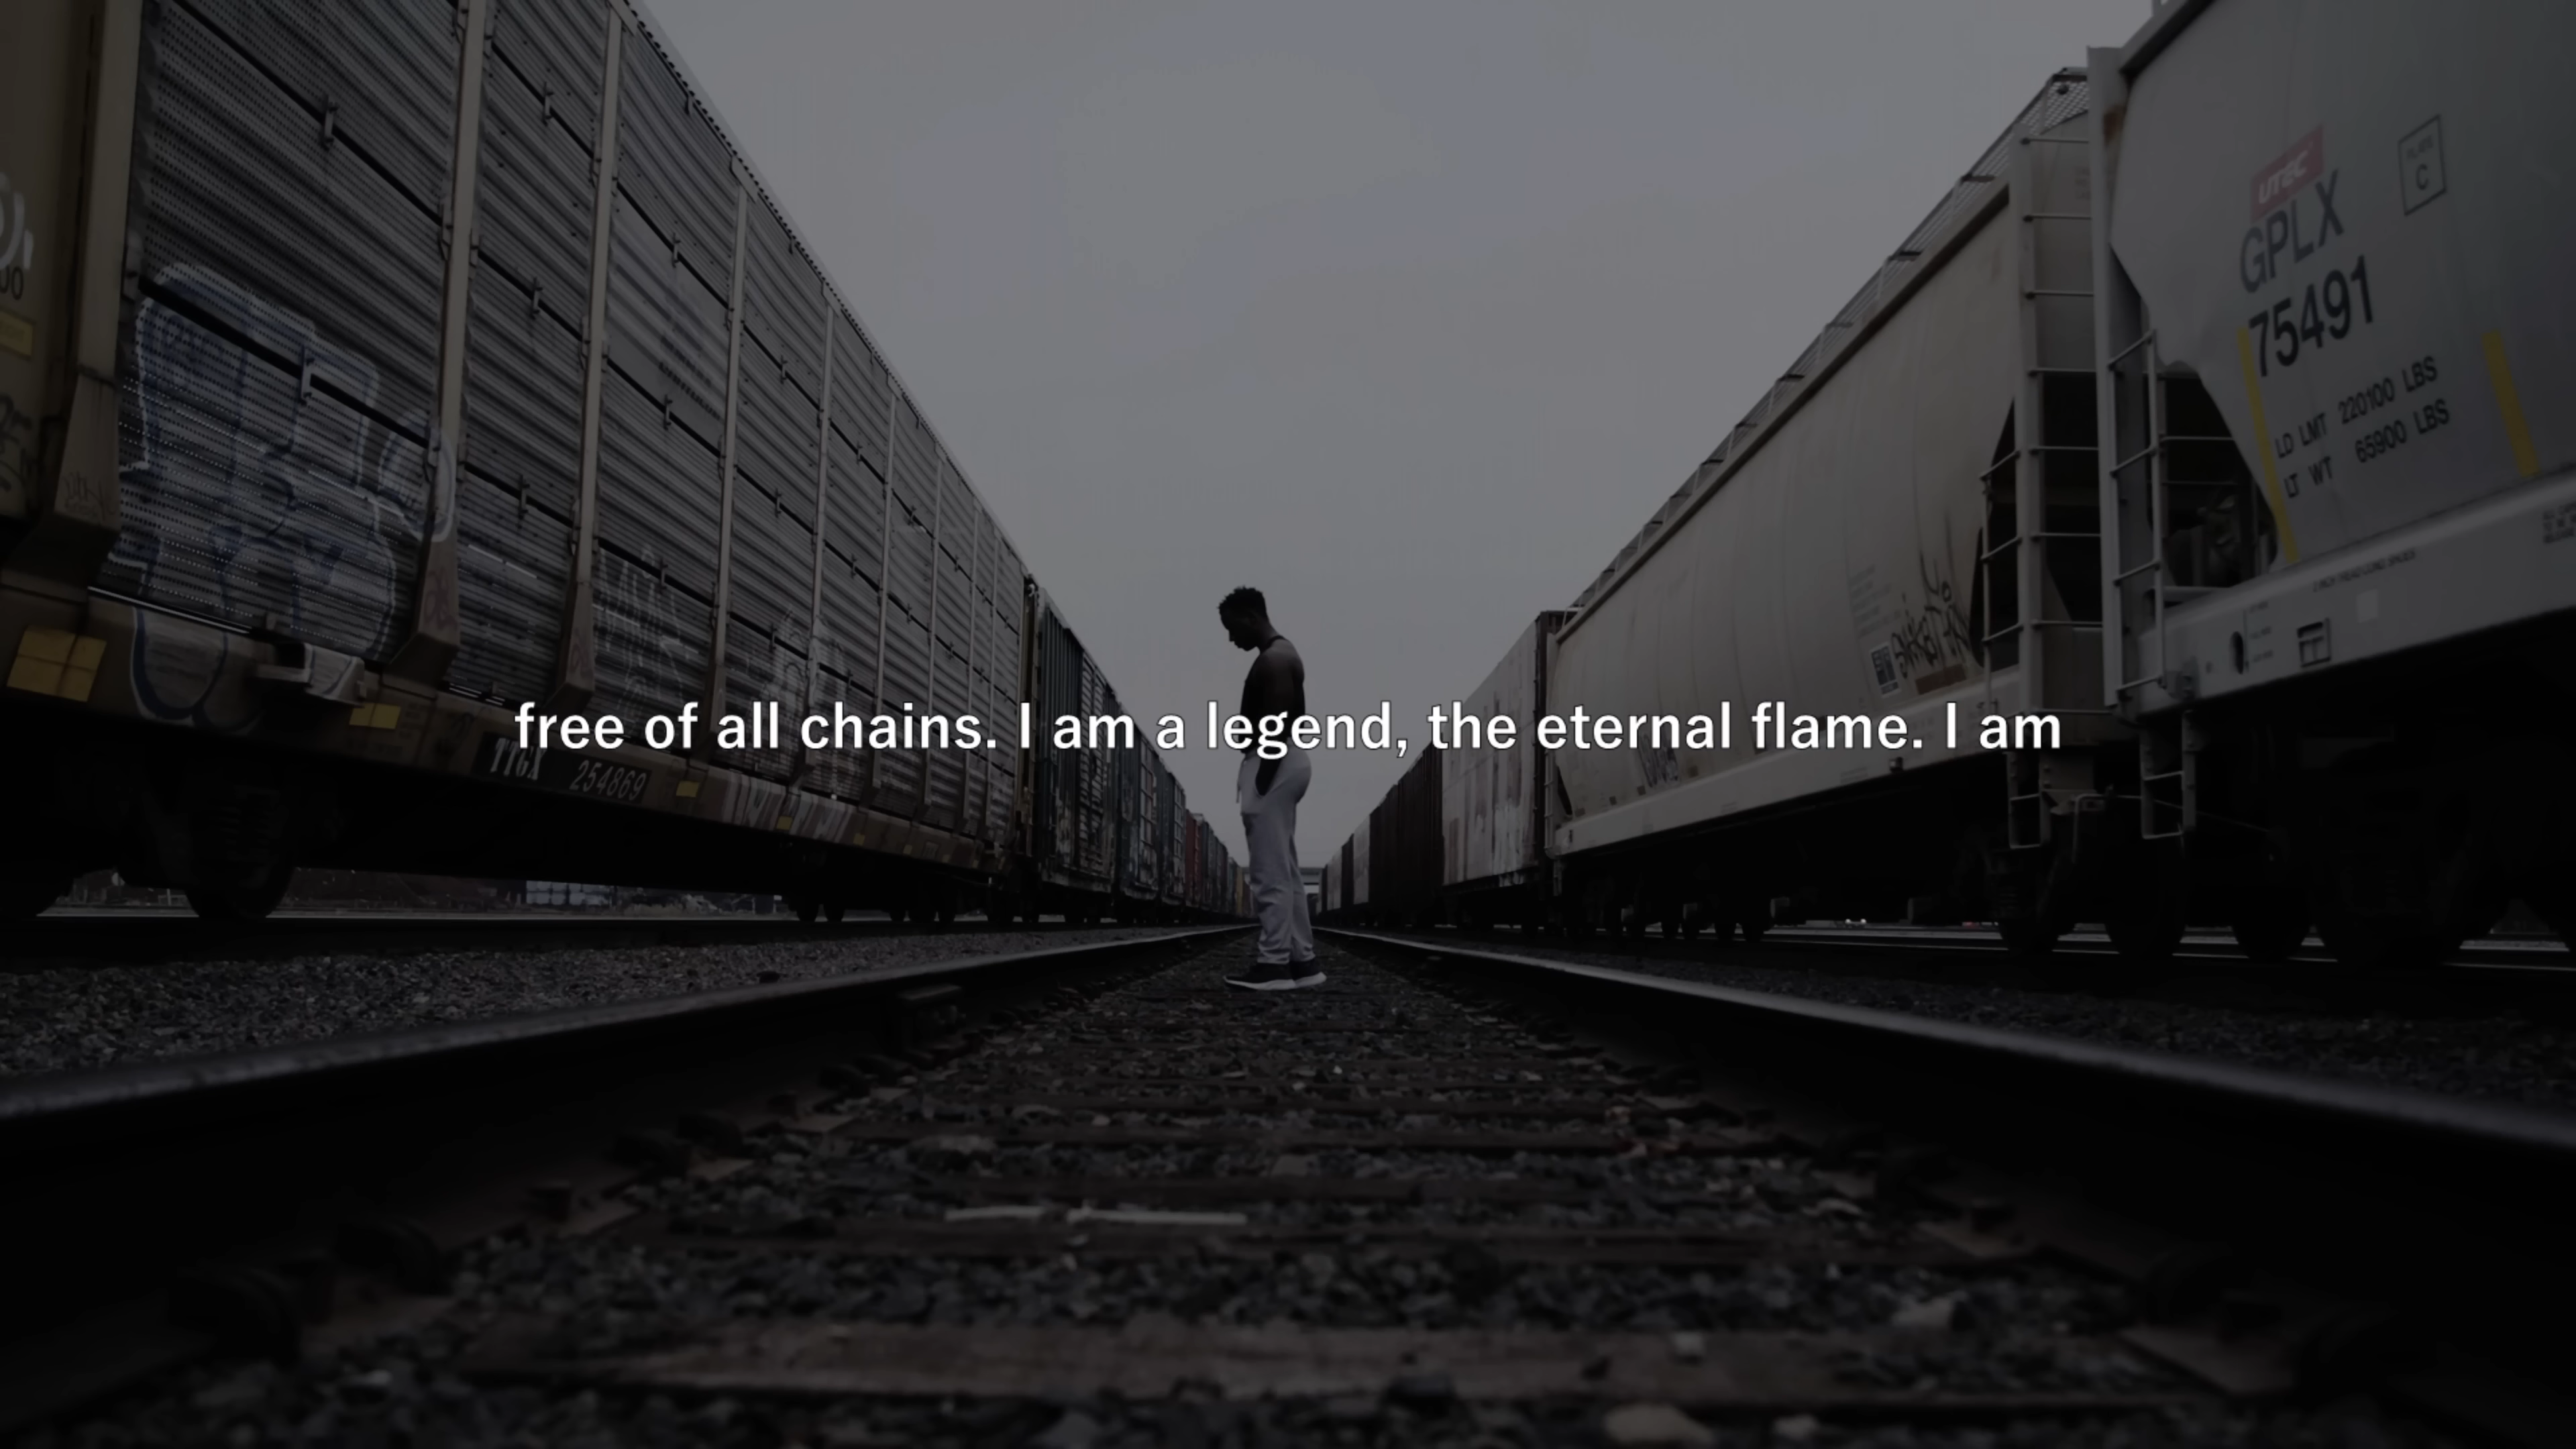 UTEC
GPLX
75491
C
LD LMT 220100 LBS
LT WT 65900 LBS
free of all chains. I am a legend, the eternal flame. I am
TTGX 254869